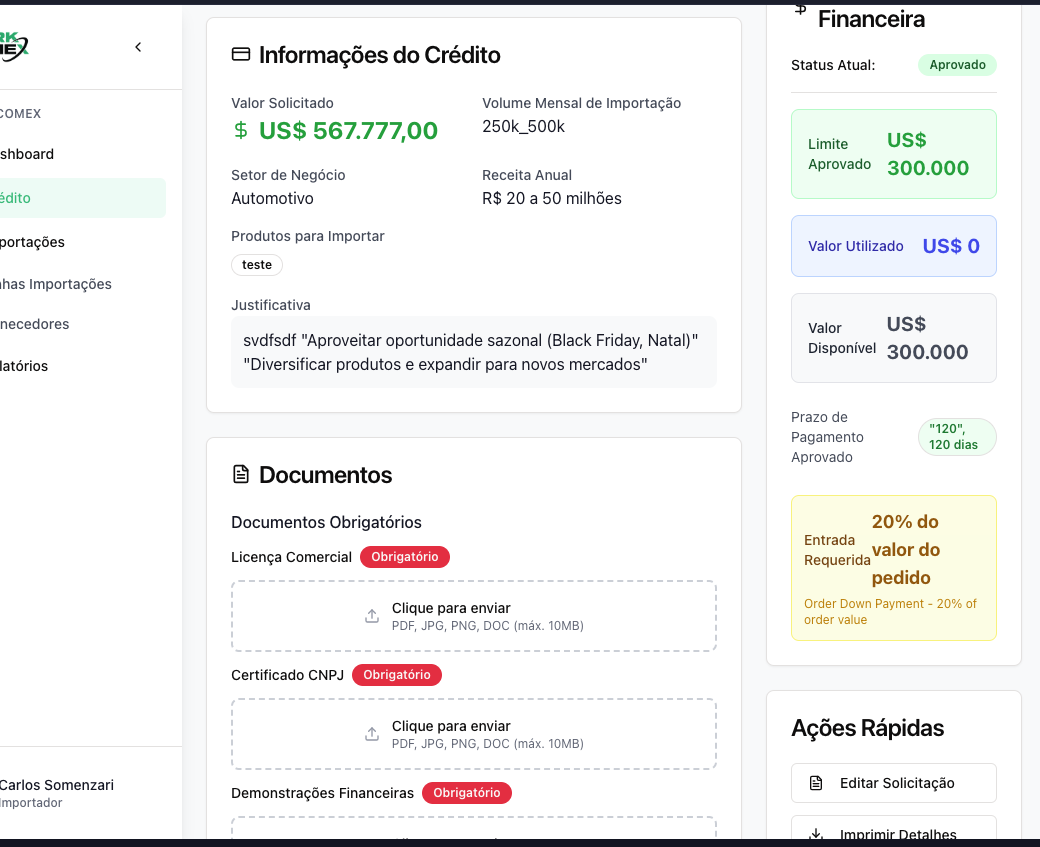 RK
MEX
COMEX
shboard
édito
portações
nhas Importações
necedores
latórios
Carlos Somenzari
Importador
Informações do Crédito
Valor Solicitado
$ US$ 567.777,00
Volume Mensal de Importação
250k_500k
Setor de Negócio
Automotivo
Receita Anual
R$ 20 a 50 milhões
Produtos para Importar
teste
Justificativa
svdfsdf "Aproveitar oportunidade sazonal (Black Friday, Natal)"
"Diversificar produtos e expandir para novos mercados"
Documentos
Documentos Obrigatórios
Licença Comercial Obrigatório
Clique para enviar
PDF, JPG, PNG, DOC (máx. 10MB)
Certificado CNPJ Obrigatório
Clique para enviar
PDF, JPG, PNG, DOC (máx. 10MB)
Demonstrações Financeiras Obrigatório
$ Financeira
Status Atual: Aprovado
Limite
Aprovado
US$
300.000
Valor Utilizado US$ 0
Valor
Disponível
US$
300.000
Prazo de
Pagamento
Aprovado
"120",
120 dias
Entrada
Requerida
20% do
valor do
pedido
Order Down Payment - 20% of
order value
Ações Rápidas
Editar Solicitação
Imprimir Detalhes